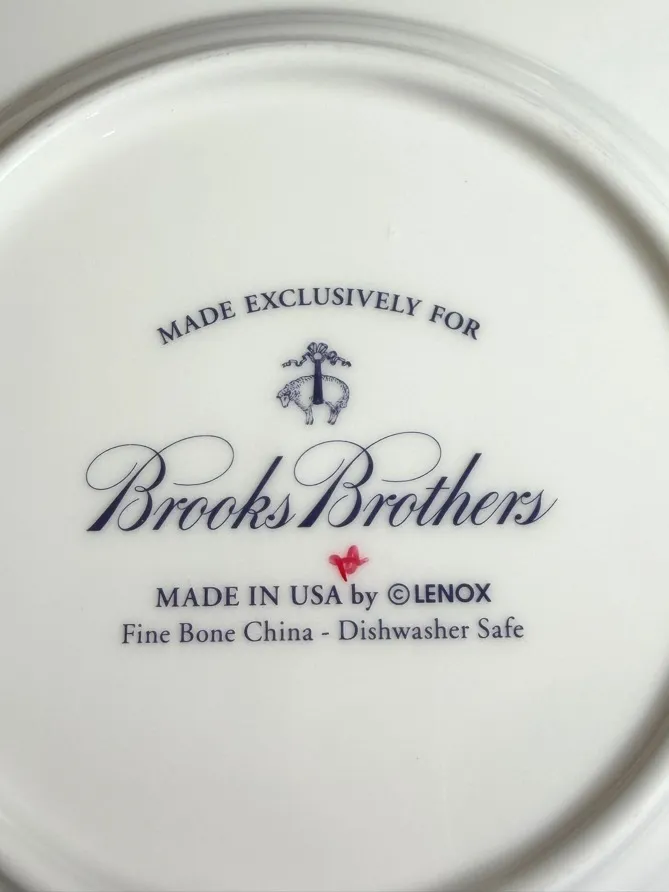 MADE EXCLUSIVELY FOR
Brooks Brothers
MADE IN USA by © LENOX
Fine Bone China - Dishwasher Safe